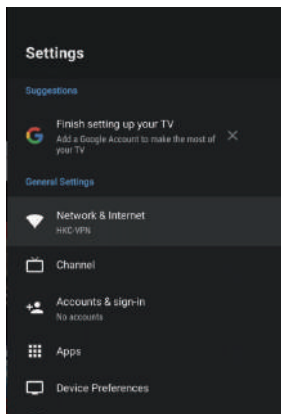 Settings
Suggestions
Finish setting up your TV
Add a Google Account to make the most of
your TV
General Settings
Network & Internet
HKC-VPN
Channel
Accounts & sign-in
No accounts
Apps
Device Preferences